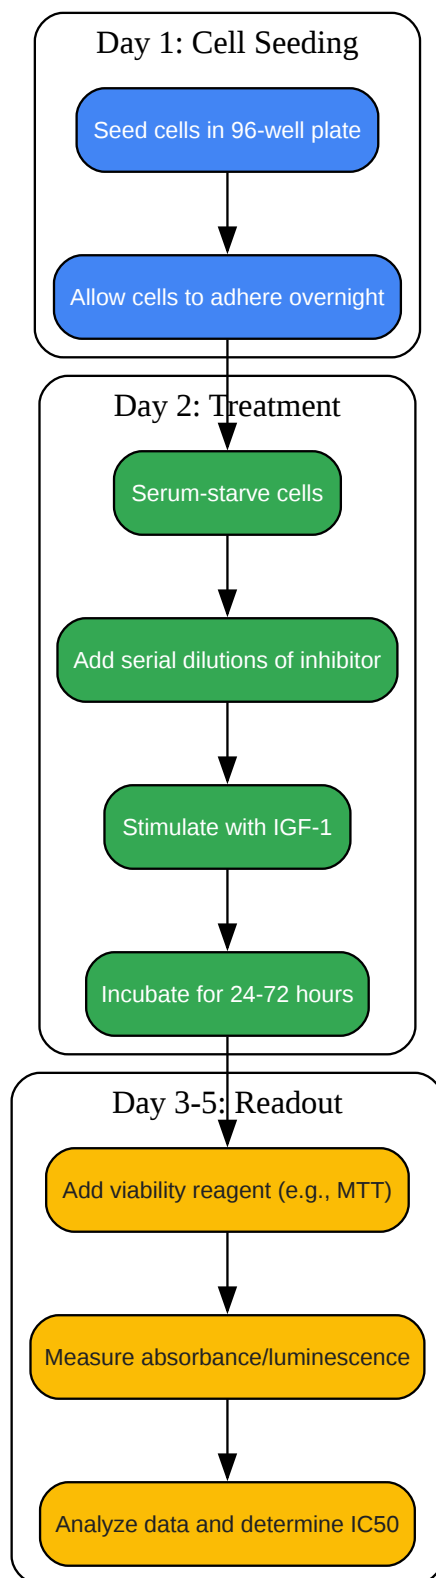 Day 1: Cell Seeding
Seed cells in 96-well plate
Allow cells to adhere overnight
Day 2: Treatment
Serum-starve cells
Add serial dilutions of inhibitor
Stimulate with IGF-1
Incubate for 24-72 hours
Day 3-5: Readout
Add viability reagent (e.g., MTT)
Measure absorbance/luminescence
Analyze data and determine IC50